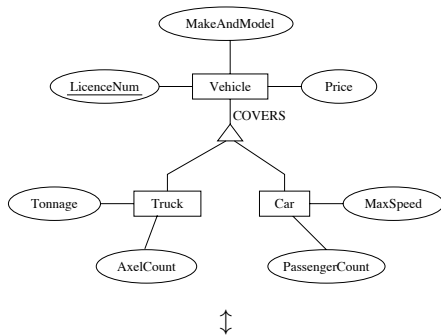 MakeAndModel
LicenceNum Vehicle Price
COVERS
Tonnage Truck Car MaxSpeed
AxelCount PassengerCount